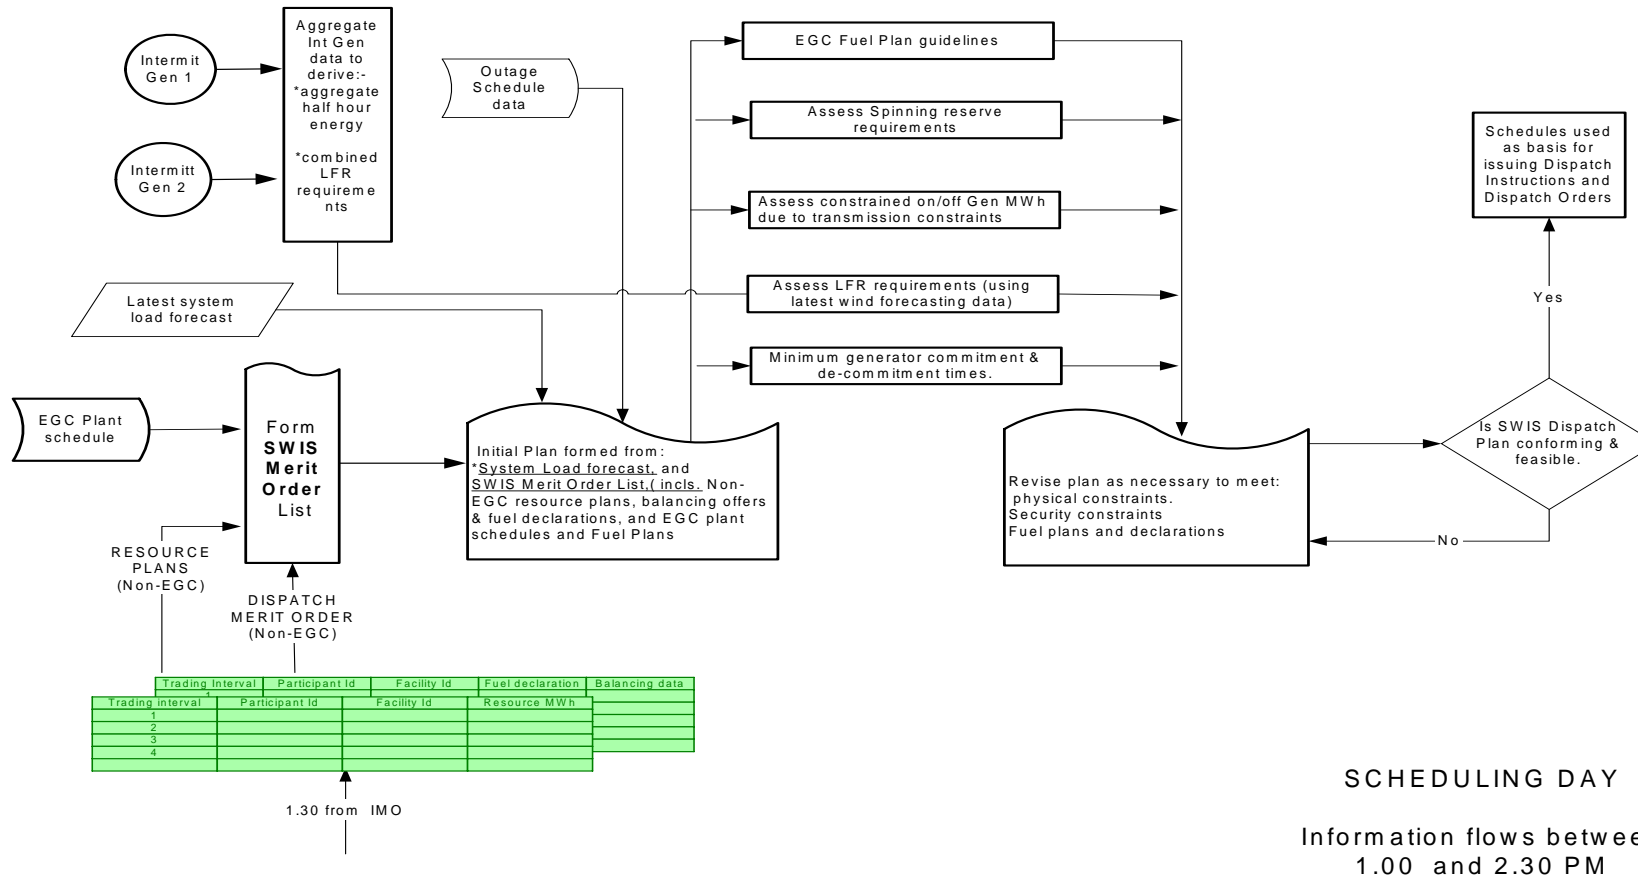 Intermit
Gen 1
Intermitt
Gen 2
Aggregate
Int Gen
data to
derive:-
*aggregate
half hour
energy
*combined
LFR
requireme
nts
Outage
Schedule
data
EGC Fuel Plan guidelines
Assess Spinning reserve
requirements
Assess constrained on/off Gen MWh
due to transmission constraints
Assess LFR requirements (using
latest wind forecasting data)
Minimum generator commitment &
de-commitment times.
Schedules used
as basis for
issuing Dispatch
Instructions and
Dispatch Orders
Yes
Latest system
load forecast
EGC Plant
schedule
Form
SWIS
Merit
Order
List
Initial Plan formed from:
*System Load forecast, and
SWIS Merit Order List,( incls. Non-
EGC resource plans, balancing offers
& fuel declarations, and EGC plant
schedules and Fuel Plans
Revise plan as necessary to meet:
physical constraints.
Security constraints
Fuel plans and declarations
Is SWIS Dispatch
Plan conforming &
feasible.
No
RESOURCE
PLANS
(Non-EGC)
DISPATCH
MERIT ORDER
(Non-EGC)
Trading Interval Participant Id Facility Id Fuel declaration Balancing data
Trading interval Participant Id Facility Id Resource MWh
1
2
3
4
1.30 from IMO
SCHEDULING DAY
Information flows betwee
1.00 and 2.30 PM